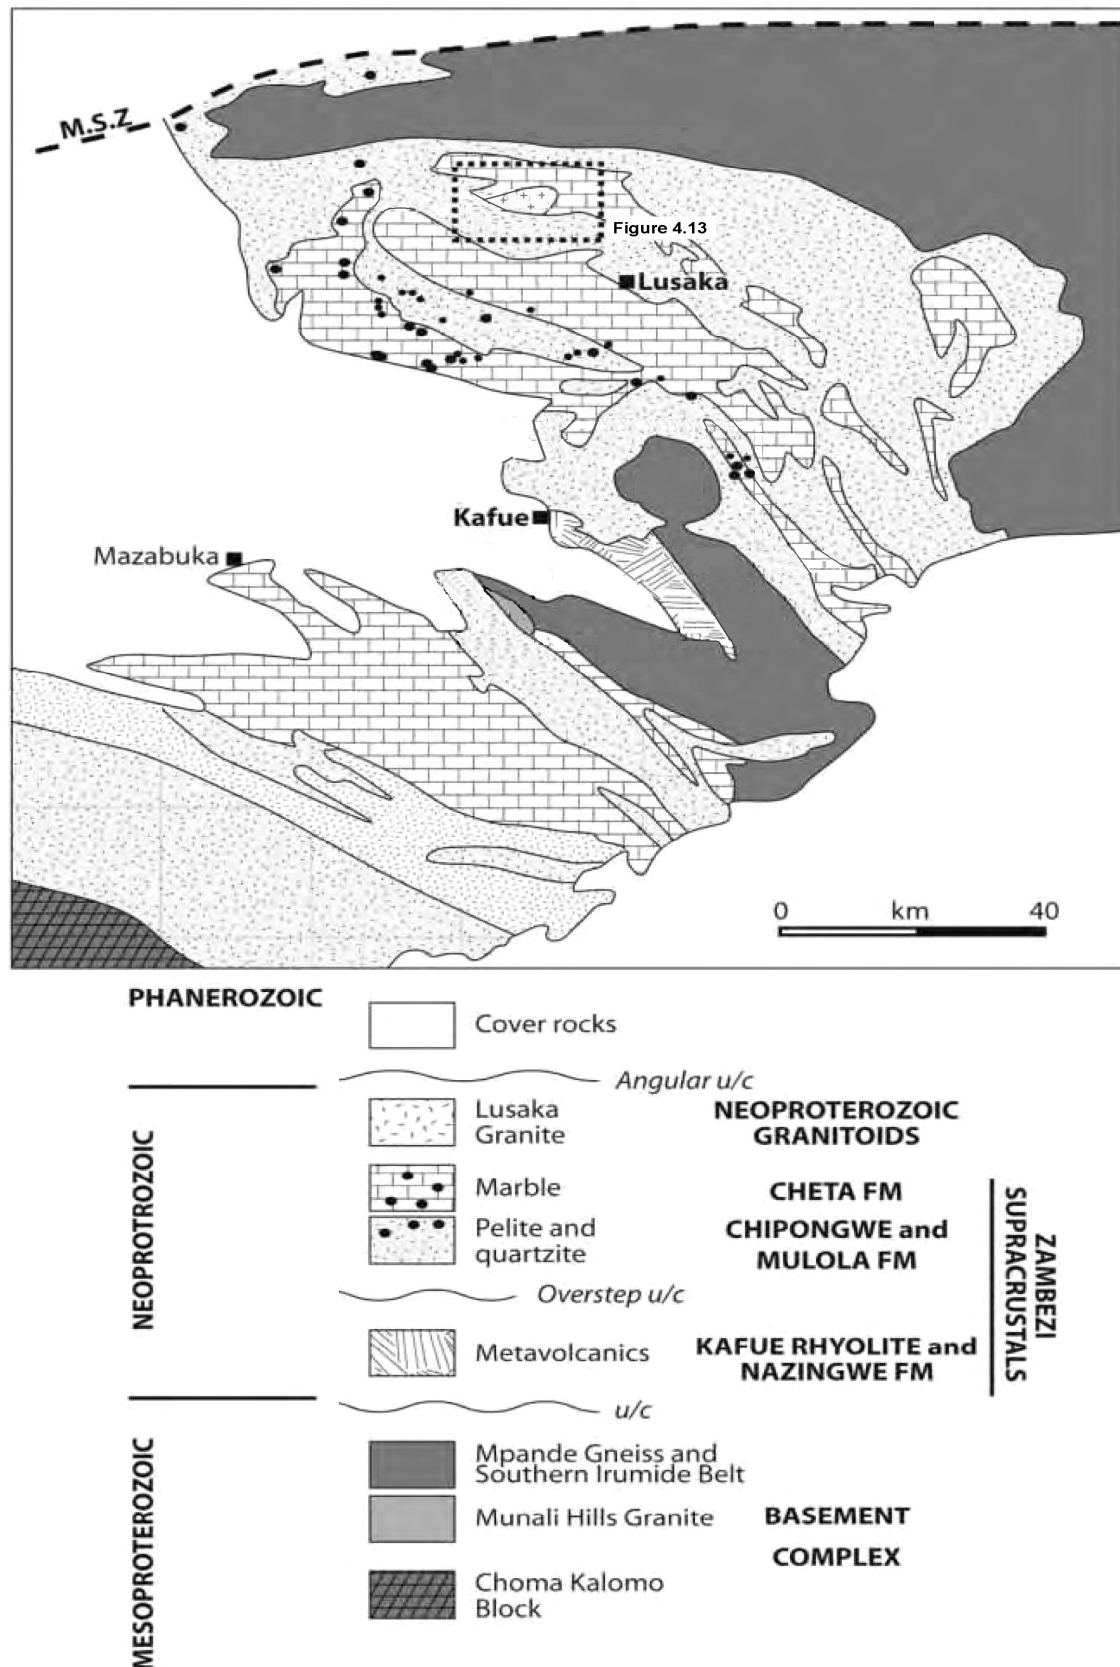 M.S.Z
Figure 4.13
Lusaka
Kafue
Mazabuka
0 km 40
PHANEROZOIC
Cover rocks
Angular u/c
NEOPROTROZOIC
Lusaka
Granite
NEOPROTEROZOIC
GRANITOIDS
Marble
CHETA FM
Pelite and
quartzite
CHIPONGWE and
MULOLA FM
Overstep u/c
Metavolcanics
KAFUE RHYOLITE and
NAZINGWE FM
ZAMBEZI
SUPRACRUSTALS
u/c
MESOPROTEROZOIC
Mpande Gneiss and
Southern Irumide Belt
Munali Hills Granite
BASEMENT
COMPLEX
Choma Kalomo
Block